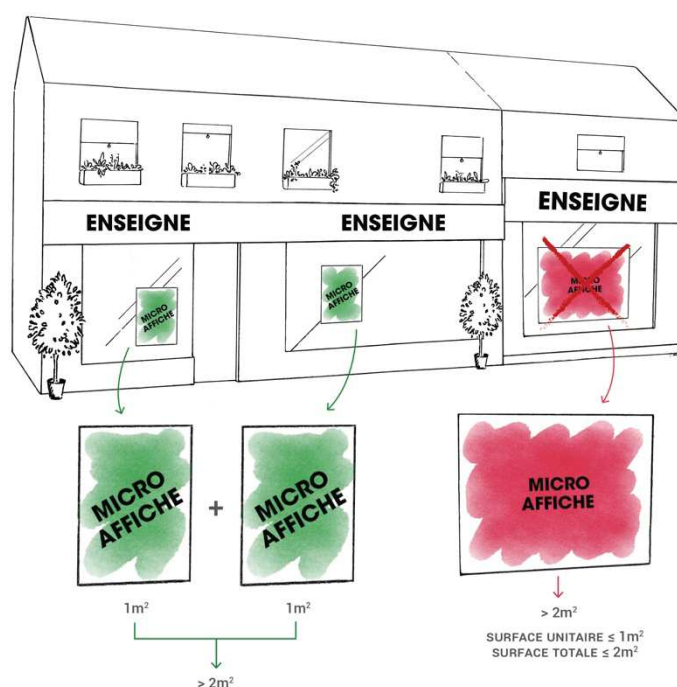 ENSEIGNE
ENSEIGNE
ENSEIGNE
MICRO
AFFICHE
MICRO
AFFICHE
MICRO
AFFICHE
MICRO
AFFICHE
+
MICRO
AFFICHE
MICRO
AFFICHE
1m²
1m²
> 2m²
> 2m²
SURFACE UNITAIRE ≤ 1m²
SURFACE TOTALE ≤ 2m²